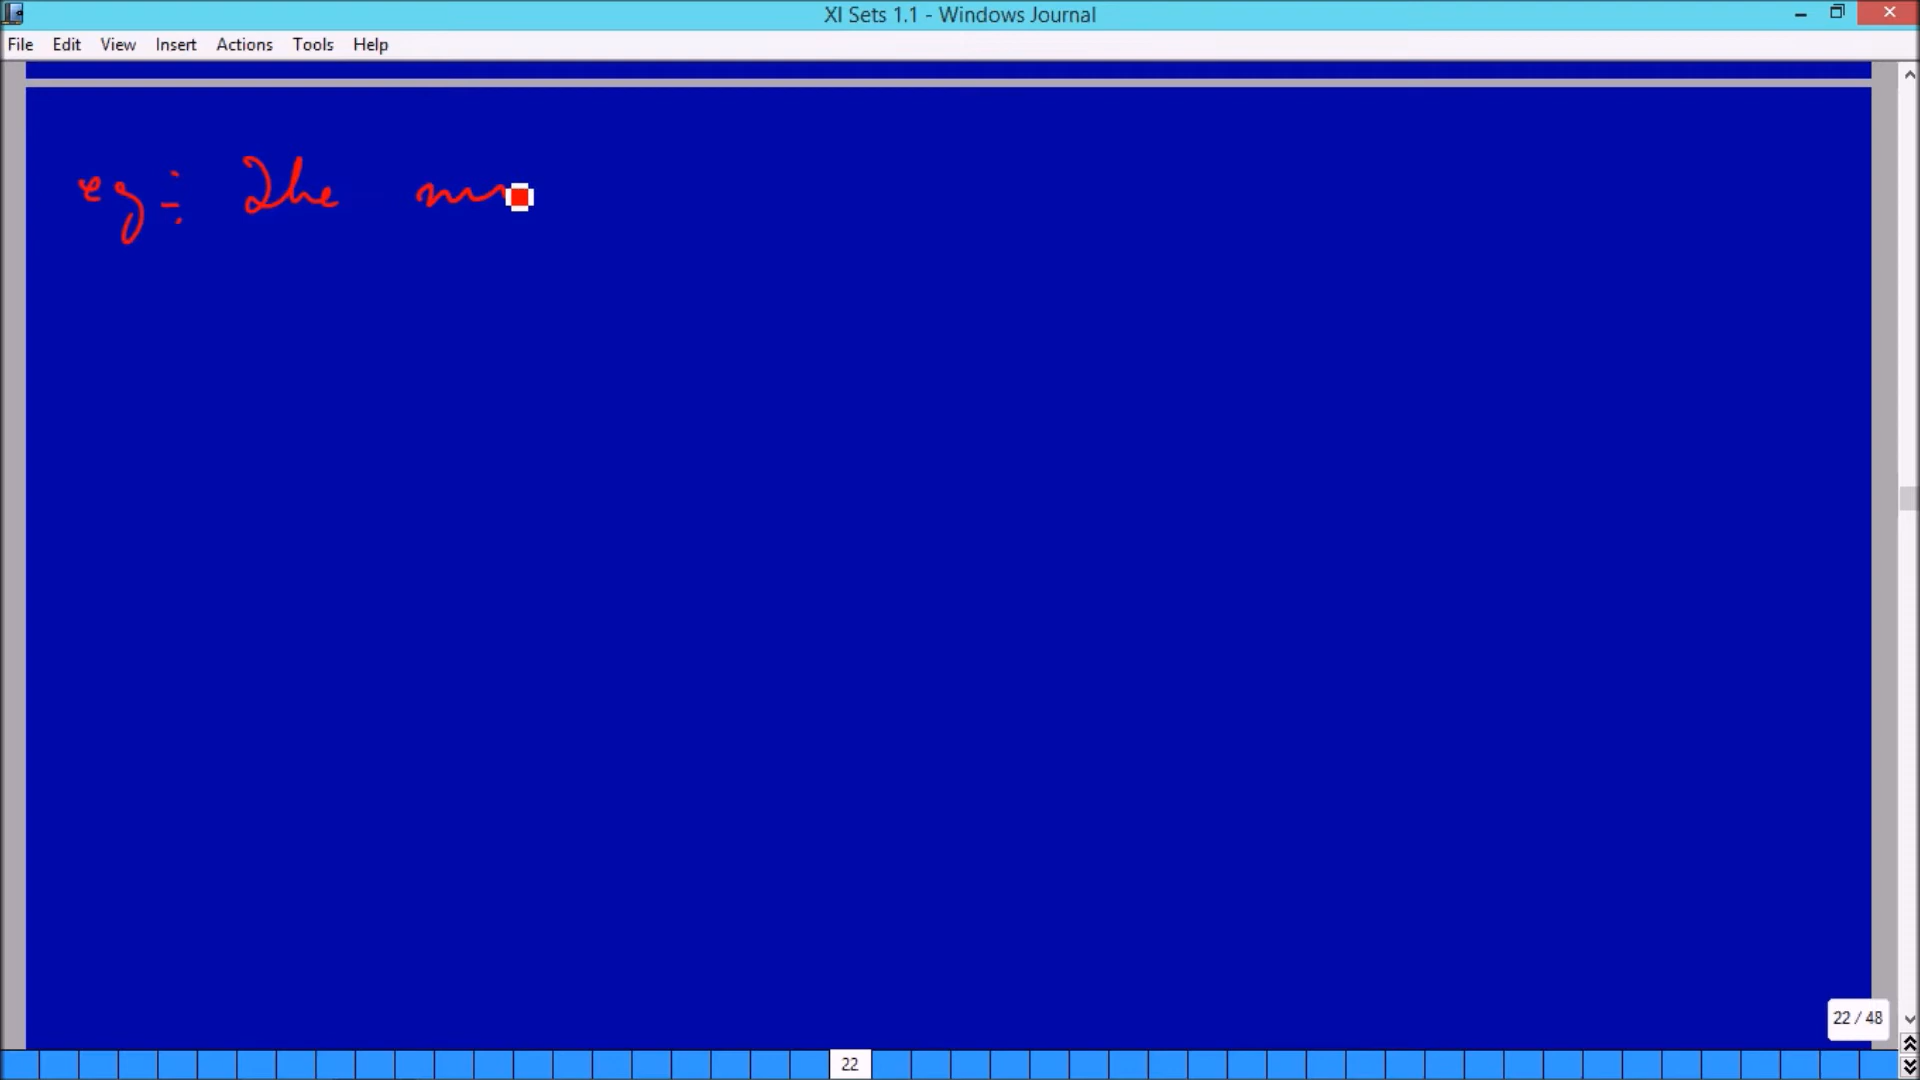 XI Sets 1.1 - Windows Journal
File Edit View Insert Actions Tools Help
eg:- The
22 / 48
22